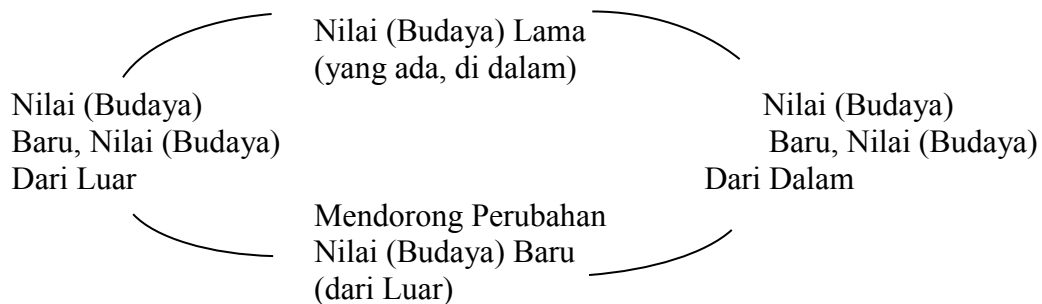 Nilai (Budaya) Lama
(yang ada, di dalam)
Nilai (Budaya)
Baru, Nilai (Budaya)
Dari Luar
Nilai (Budaya)
Baru, Nilai (Budaya)
Dari Dalam
Mendorong Perubahan
Nilai (Budaya) Baru
(dari Luar)